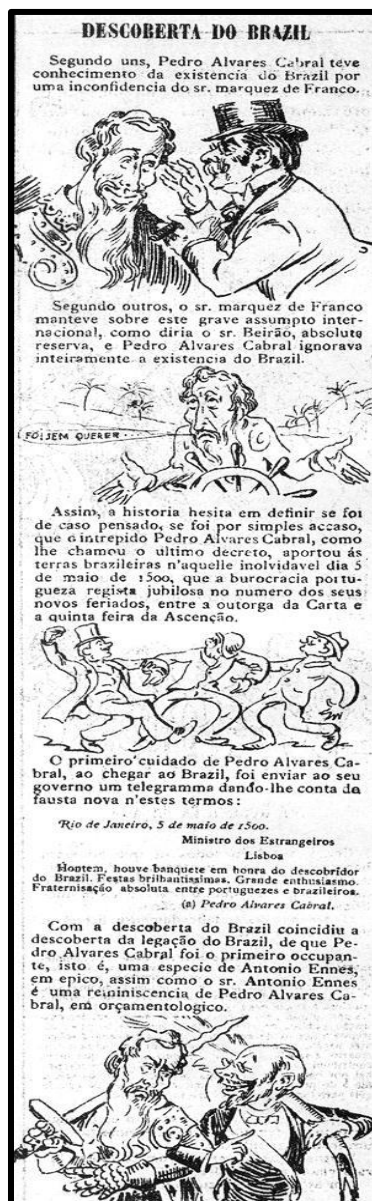 DESCOBERTA DO BRAZIL
Segundo uns, Pedro Alvares Cabral teve
conhecimento da existencia do Brazil por
uma inconfidencia do sr. marquez de Franco.
Segundo outros, o sr. marquez de Franco
manteve sobre este grave assumpto inter-
nacional, como diria o sr. Beirão, absoluta
reserva, e Pedro Alvares Cabral ignorava
inteiramente a existencia do Brazil.
FOI SEM QUERER...
Assim, a historia hesita em definir se foi
de caso pensado, se foi por simples accaso,
que o intrepido Pedro Alvares Cabral, como
lhe chamou o ultimo decreto, aportou ás
terras brazileiras n'aquelle inolvidavel dia 5
de maio de 1500, que a burocracia portu-
gueza regista jubilosa no numero dos seus
novos feriados, entre a outorga da Carta e
a quinta feira da Ascenção.
O primeiro cuidado de Pedro Alvares Ca-
bral, ao chegar ao Brazil, foi enviar ao seu
governo um telegramma dando-lhe conta da
fausta nova n'estes termos:
Rio de Janeiro, 5 de maio de 1500.
Ministro dos Estrangeiros
Lisboa
Hontem, houve banquete em honra do descobridor
do Brazil. Festas brilhantissimas. Grande enthusiasmo.
Fraternisação absoluta entre portuguezes e brazileiros.
(a) Pedro Alvares Cabral.
Com a descoberta do Brazil coincidiu a
descoberta da legação do Brazil, de que Pe-
dro Alvares Cabral foi o primeiro occupan-
te, isto é, uma especie de Antonio Ennes,
em epico, assim como o sr. Antonio Ennes
é uma reminiscencia de Pedro Alvares Ca-
bral, em orçamentologico.